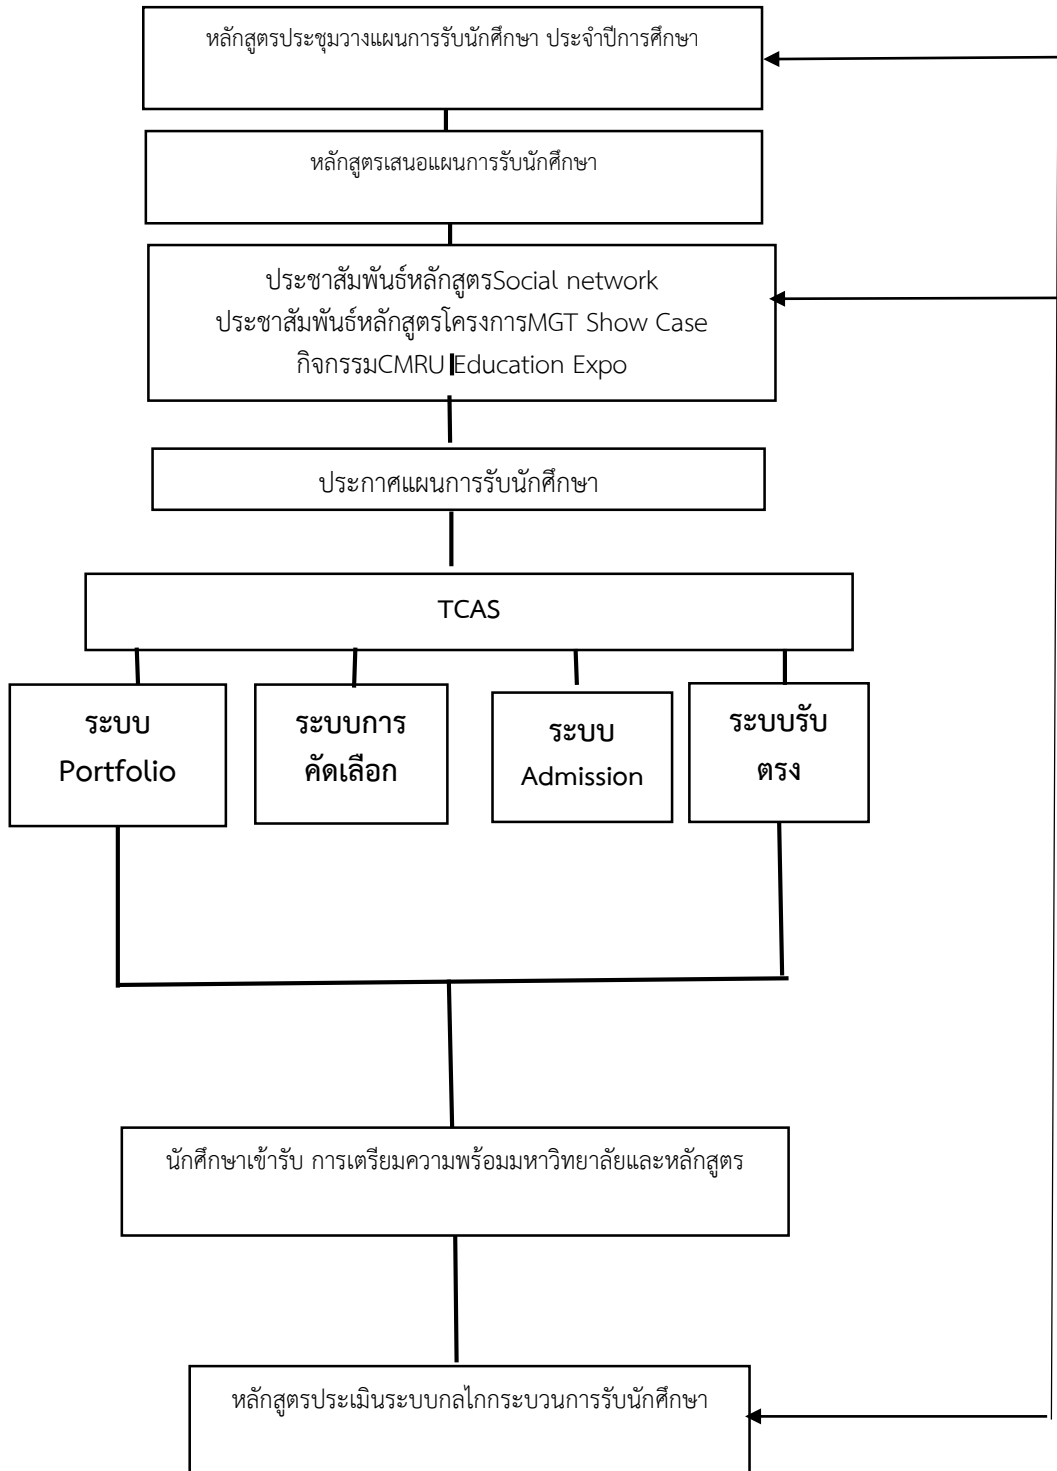 หลักสูตรประชุมวางแผนการรับนักศึกษา ประจำปีการศึกษา
หลักสูตรเสนอแผนการรับนักศึกษา
ประชาสัมพันธ์หลักสูตรSocial network
ประชาสัมพันธ์หลักสูตรโครงการMGT Show Case
กิจกรรมCMRU Education Expo
ประกาศแผนการรับนักศึกษา
TCAS
ระบบ
Portfolio
ระบบการ
คัดเลือก
ระบบ
Admission
ระบบรับ
ตรง
นักศึกษาเข้ารับ การเตรียมความพร้อมมหาวิทยาลัยและหลักสูตร
หลักสูตรประเมินระบบกลไกกระบวนการรับนักศึกษา